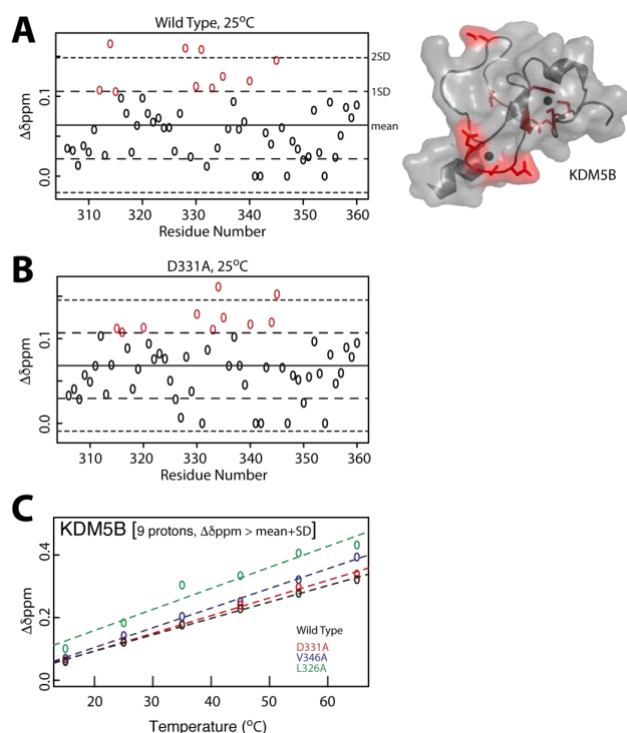 A
Wild Type, 25°C
2SD
1SD
mean
0.1
0.0
Δδppm
310 320 330 340 350 360
Residue Number
KDM5B
B
D331A, 25°C
0.1
0.0
Δδppm
310 320 330 340 350 360
Residue Number
C
KDM5B [9 protons, Δδppm > mean+SD]
0.4
0.2
0.0
Δδppm
Wild Type
D331A
V346A
L326A
20 30 40 50 60
Temperature (°C)